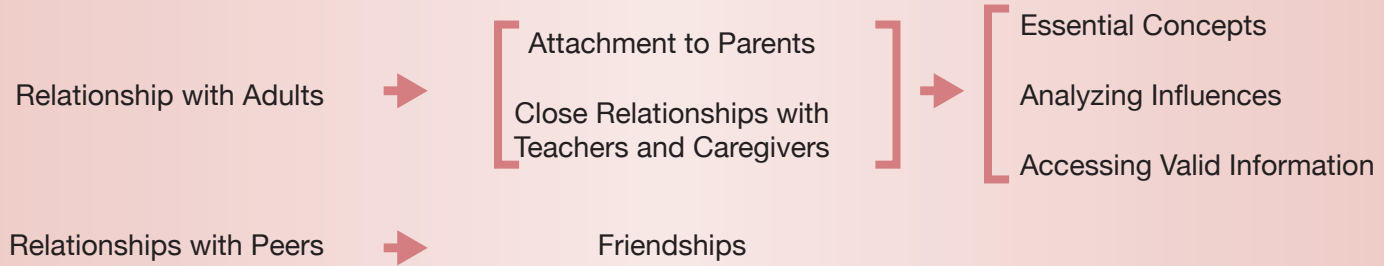 Relationship with Adults
Attachment to Parents
Close Relationships with
Teachers and Caregivers
Essential Concepts
Analyzing Influences
Accessing Valid Information
Relationships with Peers
Friendships